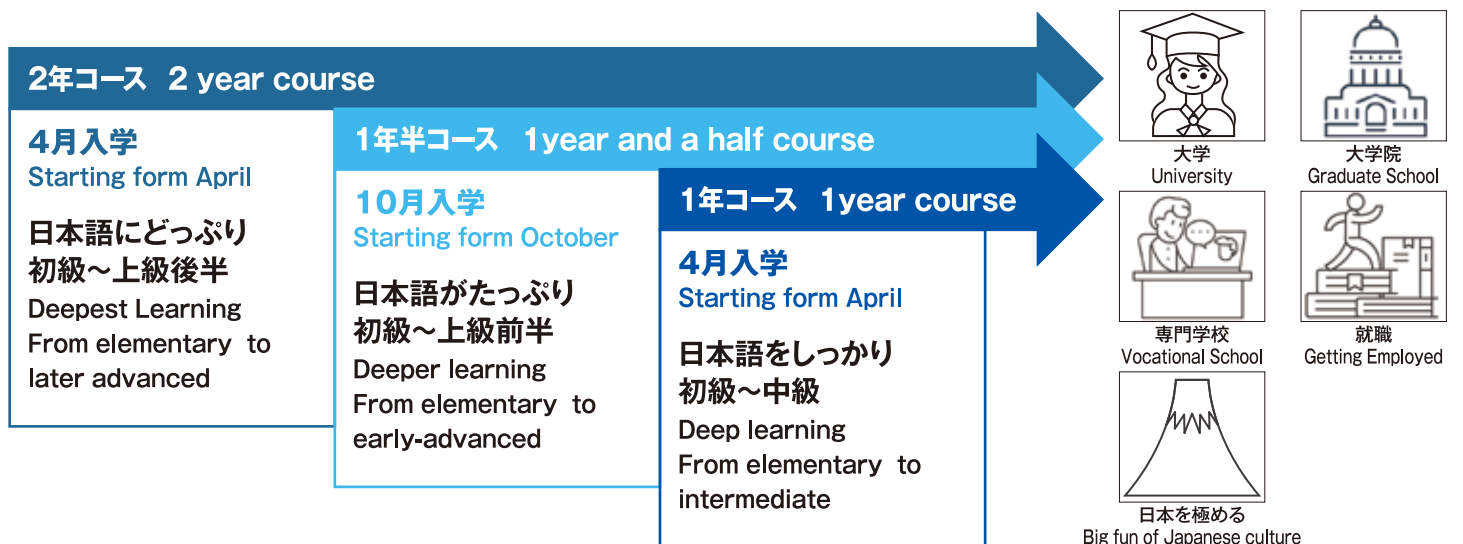 2年コース 2 year course
4月入学
Starting form April
日本語にどっぷり
初級～上級後半
Deepest Learning
From elementary to
later advanced
1年半コース 1year and a half course
10月入学
Starting form October
日本語がたっぷり
初級～上級前半
Deeper learning
From elementary to
early-advanced
1年コース 1year course
4月入学
Starting form April
日本語をしっかり
初級～中級
Deep learning
From elementary to
intermediate
大学
University
大学院
Graduate School
専門学校
Vocational School
就職
Getting Employed
日本を極める
Big fun of Japanese culture